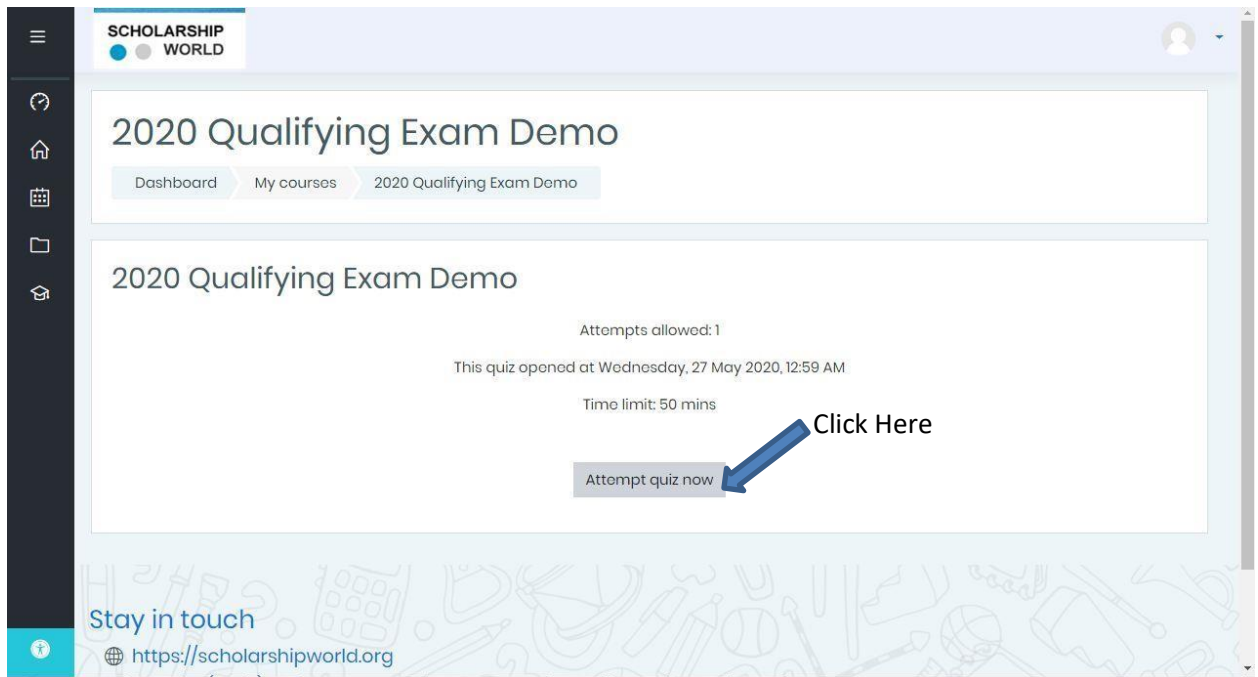 SCHOLARSHIP
WORLD
2020 Qualifying Exam Demo
Dashboard My courses 2020 Qualifying Exam Demo
2020 Qualifying Exam Demo
Attempts allowed: 1
This quiz opened at Wednesday, 27 May 2020, 12:59 AM
Time limit: 50 mins
Click Here
Attempt quiz now
Stay in touch
https://scholarshipworld.org